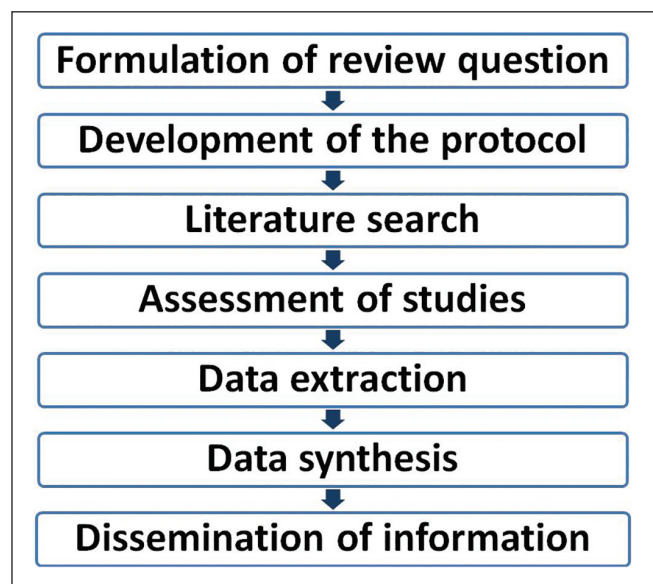 Formulation of review question
Development of the protocol
Literature search
Assessment of studies
Data extraction
Data synthesis
Dissemination of information